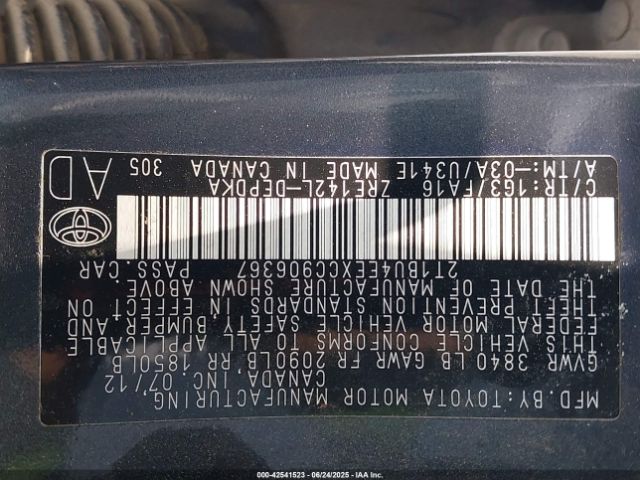 MFD. BY: TOYOTA MOTOR MANUFACTURING
CANADA, INC. 07/12
GVWR 3840 LB GAWR FR 2090LB, RR 1850LB
THIS VEHICLE CONFORMS TO ALL APPLICABLE
FEDERAL MOTOR VEHICLE SAFETY BUMPER AND
THEFT PREVENTION STANDARDS IN EFFECT ON
THE DATE OF MANUFACTURE SHOWN ABOVE.
2T1BU4EEXCC906367 PASS. CAR
C/TR: 1G3/FA16 ZRE142L-DEPDKA
A/TM:-03A/U341E MADE IN CANADA 305
AD
000-42541523 - 06/24/2025 - IAA Inc.